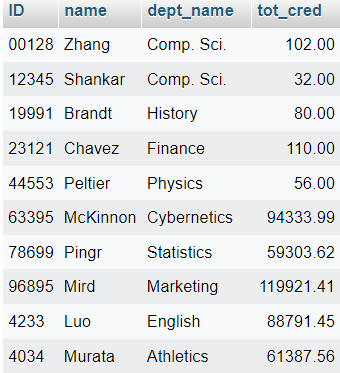 ID name dept_name tot_cred
00128 Zhang Comp. Sci. 102.00
12345 Shankar Comp. Sci. 32.00
19991 Brandt History 80.00
23121 Chavez Finance 110.00
44553 Peltier Physics 56.00
63395 McKinnon Cybernetics 94333.99
78699 Pingr Statistics 59303.62
96895 Mird Marketing 119921.41
4233 Luo English 88791.45
4034 Murata Athletics 61387.56